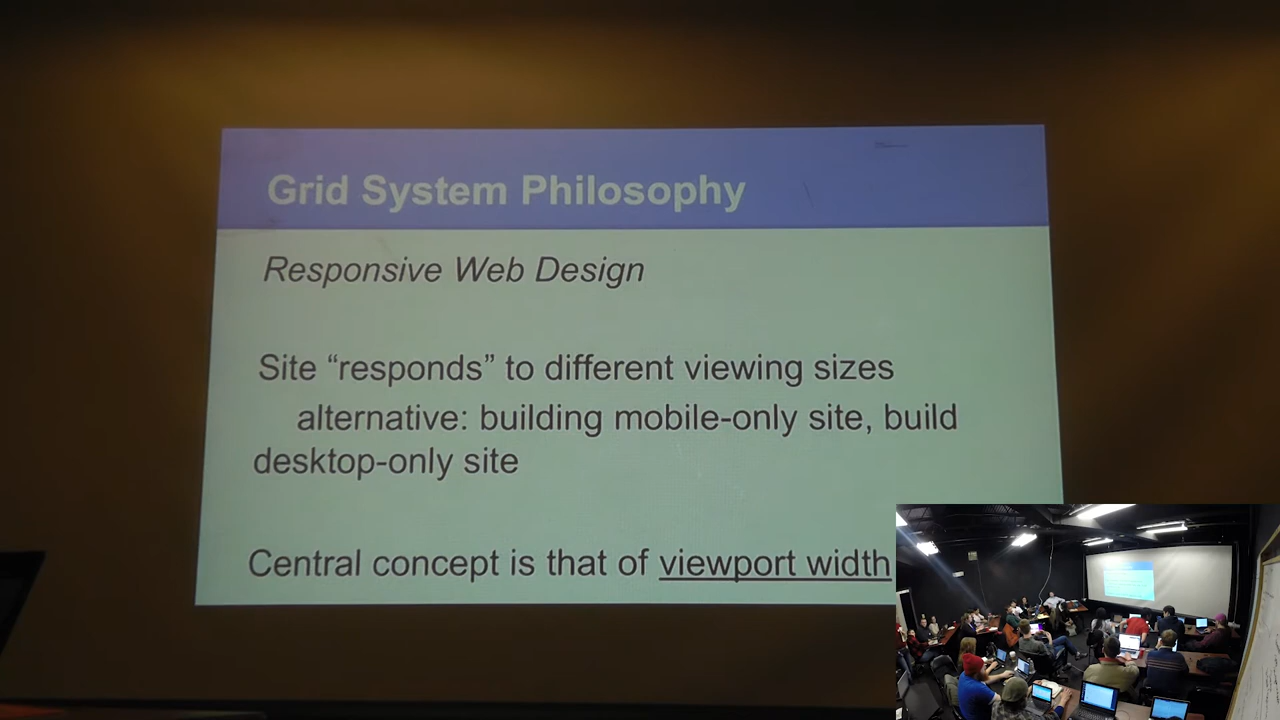 Grid System Philosophy
Responsive Web Design
Site “responds” to different viewing sizes
alternative: building mobile-only site, build
desktop-only site
Central concept is that of viewport width